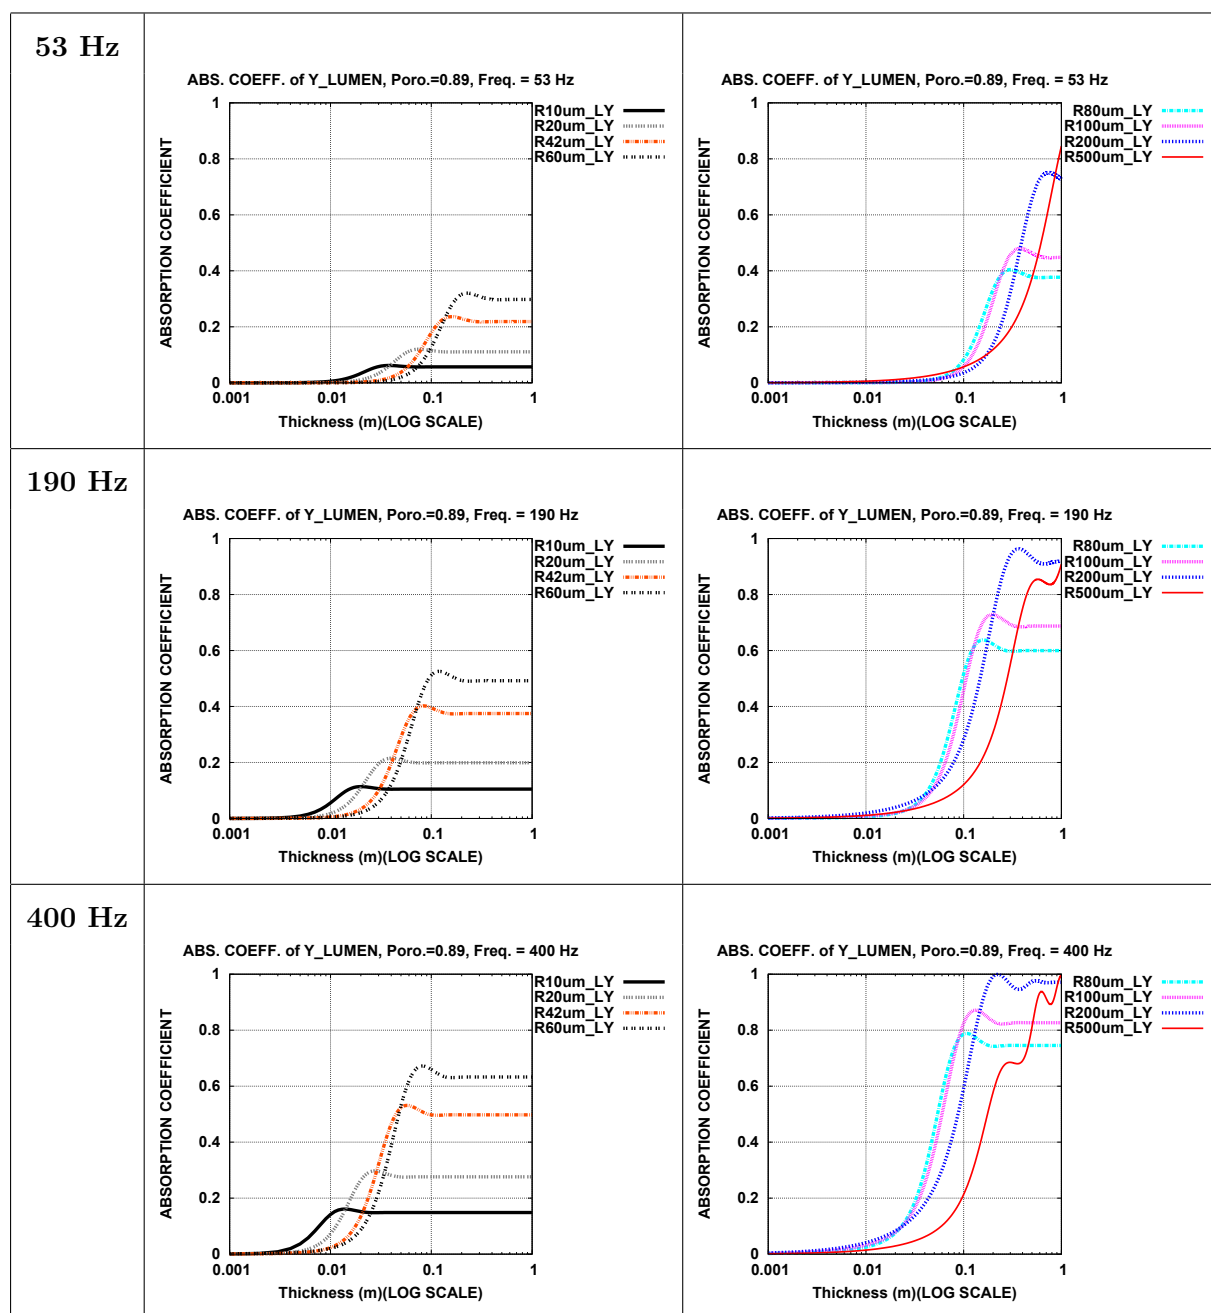 53 Hz
ABS. COEFF. of Y_LUMEN, Poro.=0.89, Freq. = 53 Hz
ABSORPTION COEFFICIENT
1
0.8
0.6
0.4
0.2
0
0.001 0.01 0.1 1
Thickness (m)(LOG SCALE)
R10um_LY
R20um_LY
R42um_LY
R60um_LY
ABS. COEFF. of Y_LUMEN, Poro.=0.89, Freq. = 53 Hz
ABSORPTION COEFFICIENT
1
0.8
0.6
0.4
0.2
0
0.001 0.01 0.1 1
Thickness (m)(LOG SCALE)
R80um_LY
R100um_LY
R200um_LY
R500um_LY
190 Hz
ABS. COEFF. of Y_LUMEN, Poro.=0.89, Freq. = 190 Hz
ABSORPTION COEFFICIENT
1
0.8
0.6
0.4
0.2
0
0.001 0.01 0.1 1
Thickness (m)(LOG SCALE)
R10um_LY
R20um_LY
R42um_LY
R60um_LY
ABS. COEFF. of Y_LUMEN, Poro.=0.89, Freq. = 190 Hz
ABSORPTION COEFFICIENT
1
0.8
0.6
0.4
0.2
0
0.001 0.01 0.1 1
Thickness (m)(LOG SCALE)
R80um_LY
R100um_LY
R200um_LY
R500um_LY
400 Hz
ABS. COEFF. of Y_LUMEN, Poro.=0.89, Freq. = 400 Hz
ABSORPTION COEFFICIENT
1
0.8
0.6
0.4
0.2
0
0.001 0.01 0.1 1
Thickness (m)(LOG SCALE)
R10um_LY
R20um_LY
R42um_LY
R60um_LY
ABS. COEFF. of Y_LUMEN, Poro.=0.89, Freq. = 400 Hz
ABSORPTION COEFFICIENT
1
0.8
0.6
0.4
0.2
0
0.001 0.01 0.1 1
Thickness (m)(LOG SCALE)
R80um_LY
R100um_LY
R200um_LY
R500um_LY